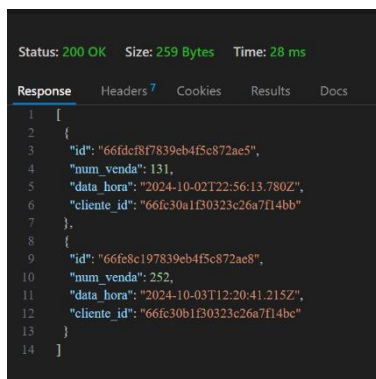 Status: 200 OK Size: 259 Bytes Time: 28 ms
Response Headers 7 Cookies Results Docs
1 [
2 {
3 "id": "66fdcf8f7839eb4f5c872ae5",
4 "num_venda": 131,
5 "data_hora": "2024-10-02T22:56:13.780Z",
6 "cliente_id": "66fc30a1f30323c26a7f14bb"
7 },
8 {
9 "id": "66fe8c197839eb4f5c872ae8",
10 "num_venda": 252,
11 "data_hora": "2024-10-03T12:20:41.215Z",
12 "cliente_id": "66fc30b1f30323c26a7f14bc"
13 }
14 ]